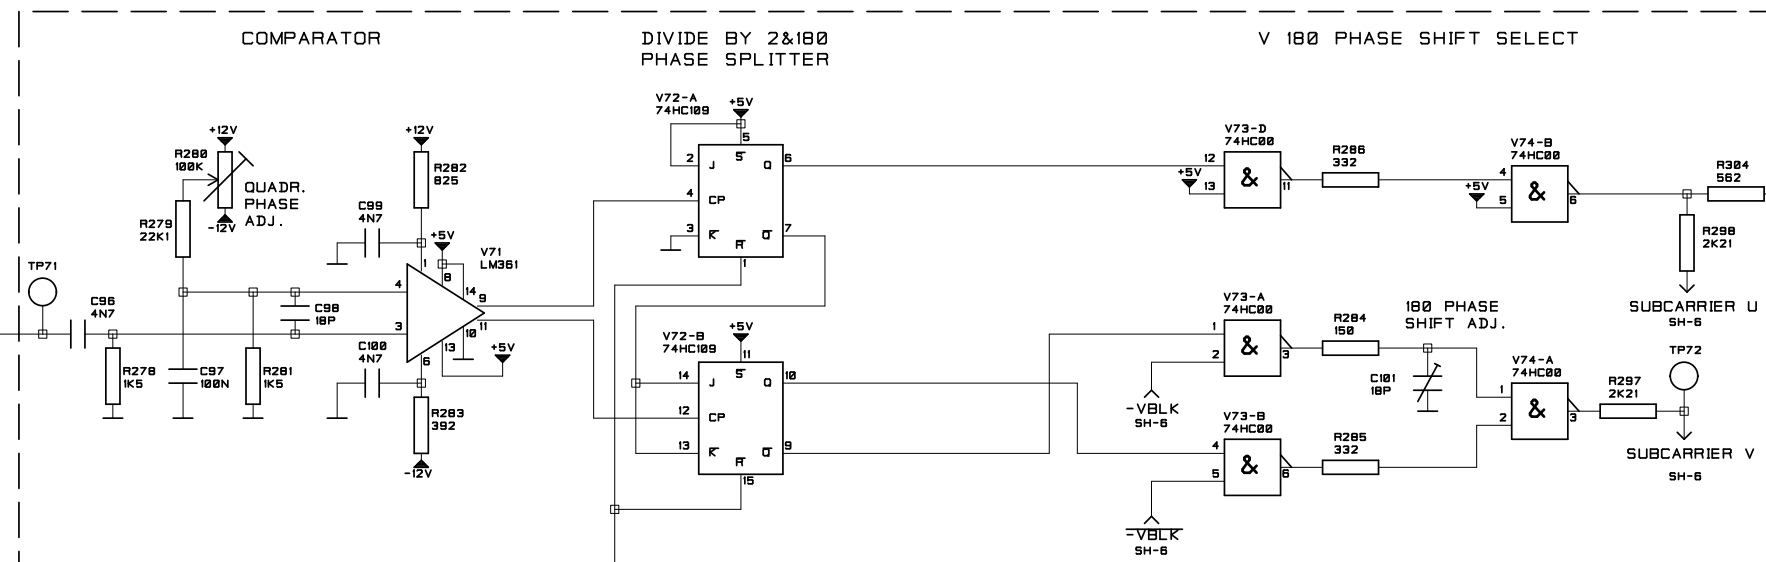 COMPARATOR
DIVIDE BY 2&180
PHASE SPLITTER
V 180 PHASE SHIFT SELECT
+12V
R280
100K
QUADR.
PHASE
ADJ.
-12V
R279
22K1
TP71
C96
4N7
R278
1K5
C97
100N
R281
1K5
C98
18P
+12V
R282
825
C99
4N7
+5V
V71
LM361
1
8
14
4
3
9
11
10
13
6
+5V
C100
4N7
R283
392
-12V
V72-A
74HC109
+5V
5
2
J
S̅
Q
6
4
CP
3
K̅
R̅
Q̅
7
1
V72-B
74HC109
+5V
11
14
J
S̅
Q
10
12
CP
13
K̅
R̅
Q̅
9
15
V73-D
74HC00
12
+5V
13
&
11
R286
332
V74-B
74HC00
4
+5V
5
&
6
R304
562
R298
2K21
SUBCARRIER U
SH-6
V73-A
74HC00
1
2
&
3
-VBLK
SH-6
R284
150
180 PHASE
SHIFT ADJ.
C101
18P
V73-B
74HC00
4
5
&
6
-V̅B̅L̅K̅
SH-6
R285
332
V74-A
74HC00
1
2
&
3
R297
2K21
TP72
SUBCARRIER V
SH-6